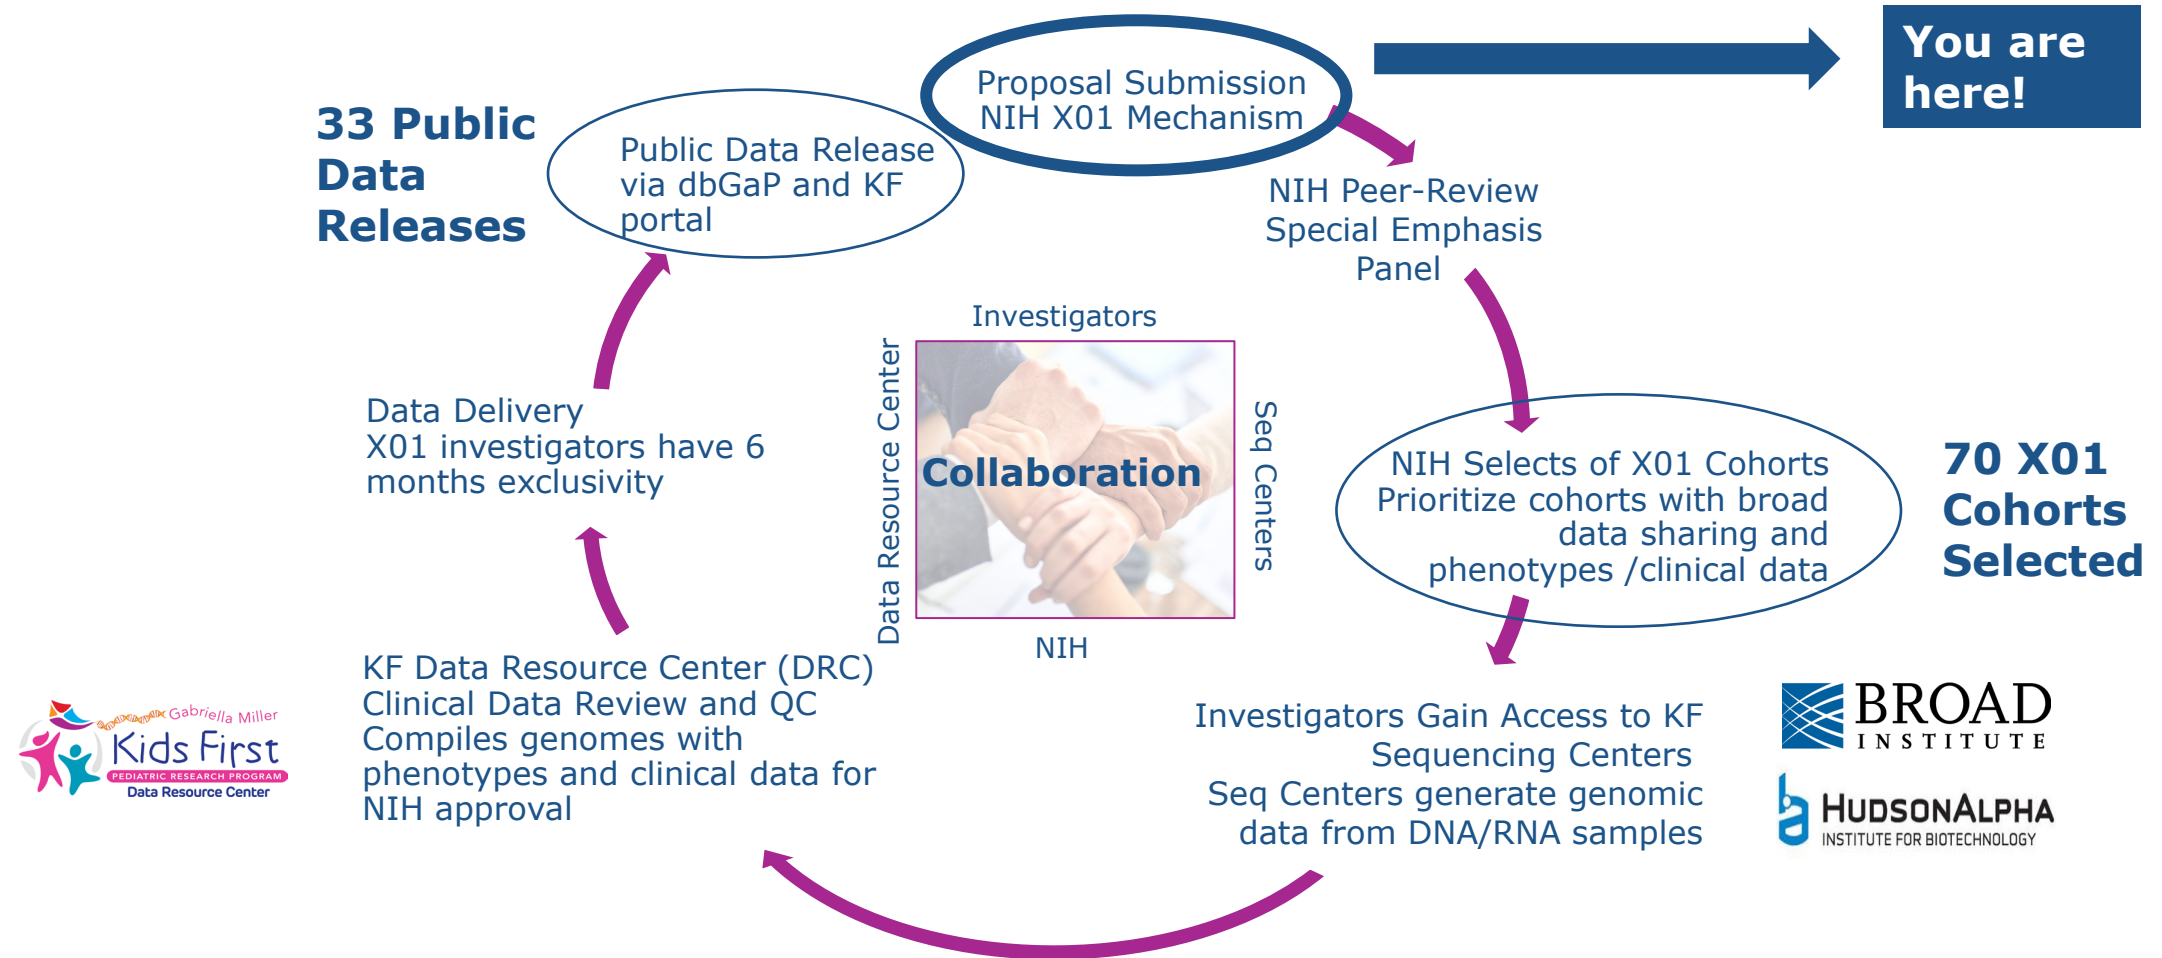 You are
here!
Proposal Submission
NIH X01 Mechanism
33 Public
Data
Releases
Public Data Release
via dbGaP and KF
portal
NIH Peer-Review
Special Emphasis
Panel
Investigators
Data Resource Center
Collaboration
Seq Centers
NIH
Data Delivery
X01 investigators have 6
months exclusivity
NIH Selects of X01 Cohorts
Prioritize cohorts with broad
data sharing and
phenotypes /clinical data
70 X01
Cohorts
Selected
KF Data Resource Center (DRC)
Clinical Data Review and QC
Compiles genomes with
phenotypes and clinical data for
NIH approval
Gabriella Miller
Kids First
PEDIATRIC RESEARCH PROGRAM
Data Resource Center
Investigators Gain Access to KF
Sequencing Centers
Seq Centers generate genomic
data from DNA/RNA samples
BROAD
INSTITUTE
HUDSONALPHA
INSTITUTE FOR BIOTECHNOLOGY